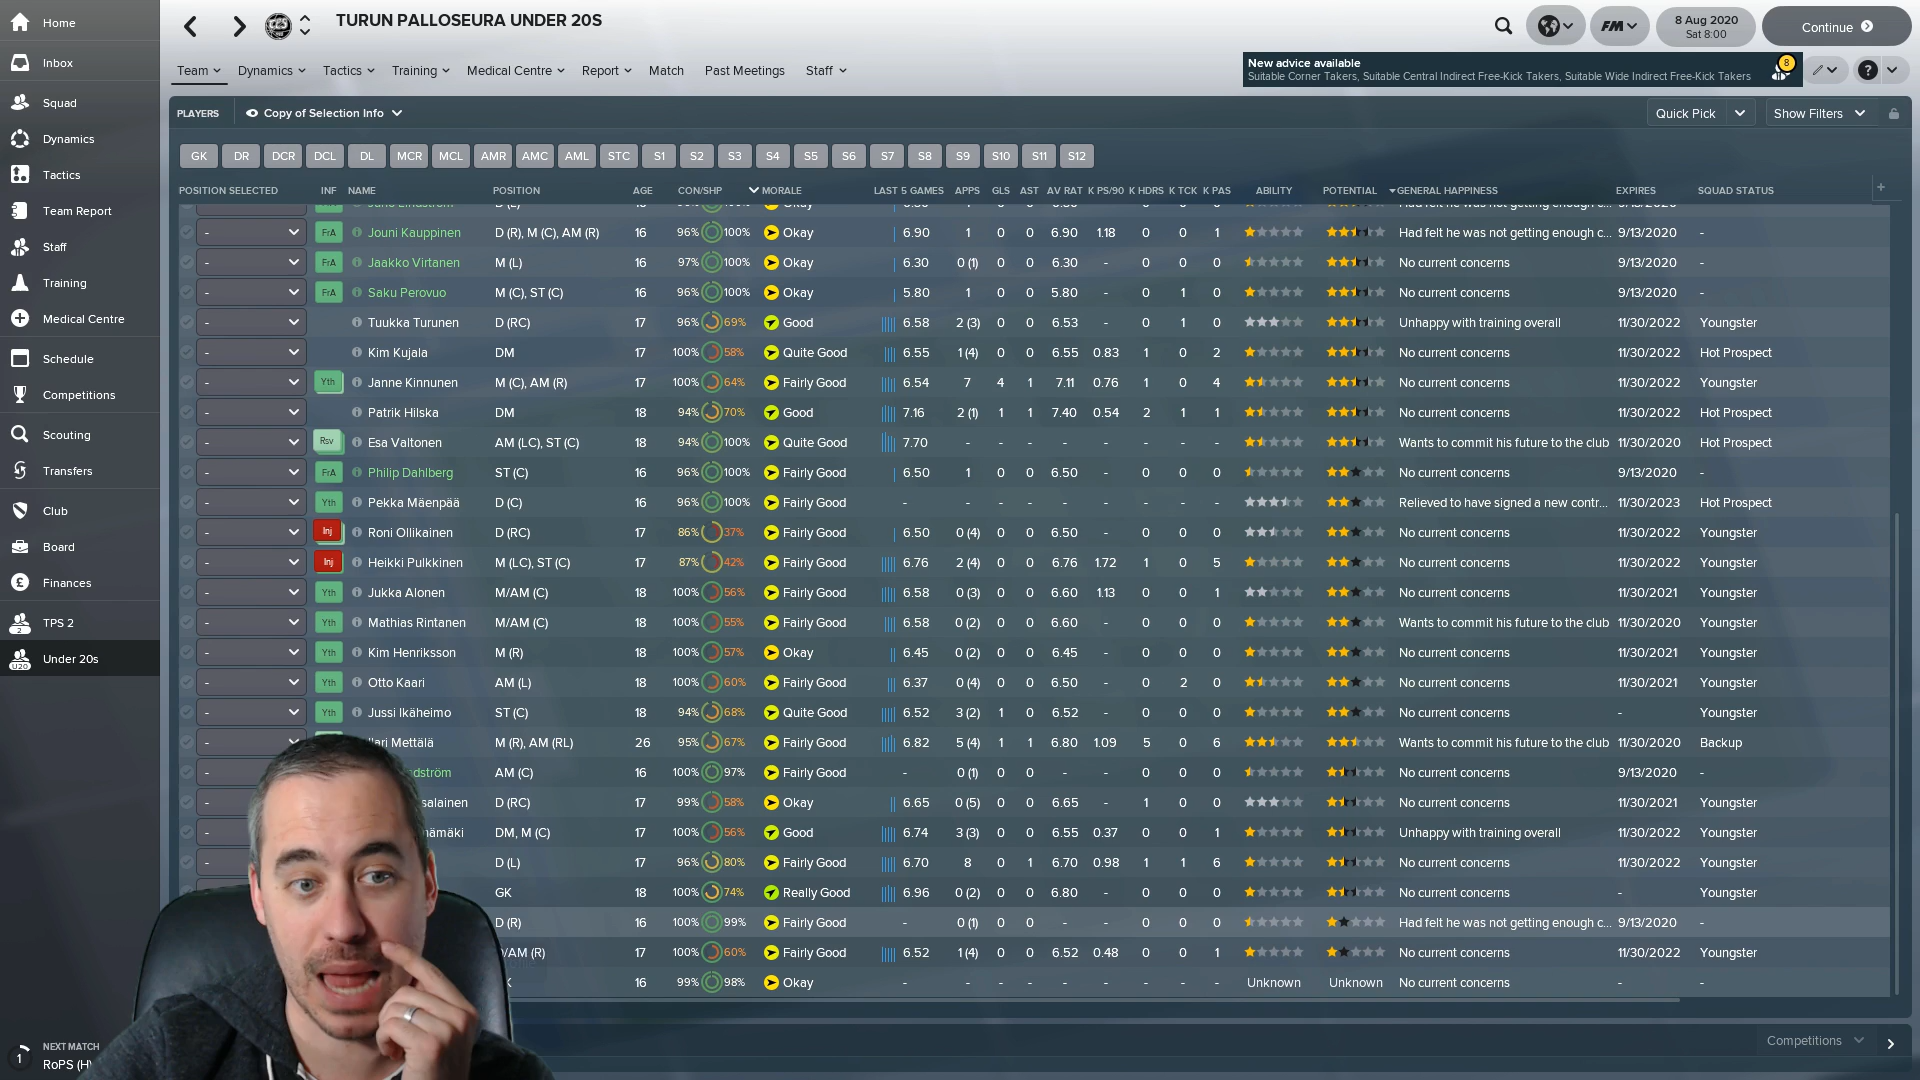 Home
Inbox
Squad
Dynamics
Tactics
Team Report
Staff
Training
Medical Centre
Schedule
Competitions
Scouting
Transfers
Club
Board
Finances
TPS 2
Under 20s
NEXT MATCH
1
TURUN PALLOSEURA UNDER 20S
FM
8 Aug 2020
Sat 8:00
Continue
Team Dynamics Tactics Training Medical Centre Report Match Past Meetings Staff
New advice available
Suitable Corner Takers, Suitable Central Indirect Free-Kick Takers, Suitable Wide Indirect Free-Kick Takers
8
PLAYERS Copy of Selection Info Quick Pick Show Filters
GK DR DCR DCL DL MCR MCL AMR AMC AML STC S1 S2 S3 S4 S5 S6 S7 S8 S9 S10 S11 S12
POSITION SELECTED INF NAME POSITION AGE CON/SHP MORALE LAST 5 GAMES APPS GLS AST AV RAT K PS/90 K HDRS K TCK K PAS ABILITY POTENTIAL GENERAL HAPPINESS EXPIRES SQUAD STATUS +
- FrA Jouni Kauppinen D (R), M (C), AM (R) 16 96% 100% Okay 6.90 1 0 0 6.90 1.18 0 0 1 Had felt he was not getting enough c... 9/13/2020 -
- FrA Jaakko Virtanen M (L) 16 97% 100% Okay 6.30 0 (1) 0 0 6.30 - 0 0 0 No current concerns 9/13/2020 -
- FrA Saku Perovuo M (C), ST (C) 16 96% 100% Okay 5.80 1 0 0 5.80 - 0 1 0 No current concerns 9/13/2020 -
- Tuukka Turunen D (RC) 17 96% 69% Good 6.58 2 (3) 0 0 6.53 - 0 1 0 Unhappy with training overall 11/30/2022 Youngster
- Kim Kujala DM 17 100% 58% Quite Good 6.55 1 (4) 0 0 6.55 0.83 1 0 2 No current concerns 11/30/2022 Hot Prospect
- Yth Janne Kinnunen M (C), AM (R) 17 100% 64% Fairly Good 6.54 7 4 1 7.11 0.76 1 0 4 No current concerns 11/30/2022 Youngster
- Patrik Hilska DM 18 94% 70% Good 7.16 2 (1) 1 1 7.40 0.54 2 1 1 No current concerns 11/30/2022 Hot Prospect
- Rsv Esa Valtonen AM (LC), ST (C) 18 94% 100% Quite Good 7.70 - - - - - - - - Wants to commit his future to the club 11/30/2020 Hot Prospect
- FrA Philip Dahlberg ST (C) 16 96% 100% Fairly Good 6.50 1 0 0 6.50 - 0 0 0 No current concerns 9/13/2020 -
- Yth Pekka Mäenpää D (C) 16 96% 100% Fairly Good - - - - - - - - - Relieved to have signed a new contr... 11/30/2023 Hot Prospect
- Inj Roni Ollikainen D (RC) 17 86% 37% Fairly Good 6.50 0 (4) 0 0 6.50 - 0 0 0 No current concerns 11/30/2022 Youngster
- Inj Heikki Pulkkinen M (LC), ST (C) 17 87% 42% Fairly Good 6.76 2 (4) 0 0 6.76 1.72 1 0 5 No current concerns 11/30/2022 Youngster
- Yth Jukka Alonen M/AM (C) 18 100% 56% Fairly Good 6.58 0 (3) 0 0 6.60 1.13 0 0 1 No current concerns 11/30/2021 Youngster
- Yth Mathias Rintanen M/AM (C) 18 100% 55% Fairly Good 6.58 0 (2) 0 0 6.60 - 0 0 0 Wants to commit his future to the club 11/30/2020 Youngster
- Yth Kim Henriksson M (R) 18 100% 57% Okay 6.45 0 (2) 0 0 6.45 - 0 0 0 No current concerns 11/30/2021 Youngster
- Yth Otto Kaari AM (L) 18 100% 60% Fairly Good 6.37 0 (4) 0 0 6.50 - 0 2 0 No current concerns 11/30/2021 Youngster
- Yth Jussi Ikäheimo ST (C) 18 94% 68% Quite Good 6.52 3 (2) 1 0 6.52 - 0 0 0 No current concerns - Youngster
- Mettälä M (R), AM (RL) 26 95% 67% Fairly Good 6.82 5 (4) 1 1 6.80 1.09 5 0 6 Wants to commit his future to the club 11/30/2020 Backup
- AM (C) 16 100% 97% Fairly Good - 0 (1) 0 0 - - 0 0 0 No current concerns 9/13/2020 -
- D (RC) 17 99% 58% Okay 6.65 0 (5) 0 0 6.65 - 1 0 0 No current concerns 11/30/2021 Youngster
- DM, M (C) 17 100% 56% Good 6.74 3 (3) 0 0 6.55 0.37 0 0 1 Unhappy with training overall 11/30/2022 Youngster
- D (L) 17 96% 80% Fairly Good 6.70 8 0 1 6.70 0.98 1 1 6 No current concerns 11/30/2022 Youngster
- GK 18 100% 74% Really Good 6.96 0 (2) 0 0 6.80 - 0 0 0 No current concerns - Youngster
D (R) 16 100% 99% Fairly Good - 0 (1) 0 0 - - 0 0 0 Had felt he was not getting enough c... 9/13/2020 -
(R) 17 100% 60% Fairly Good 6.52 1 (4) 0 0 6.52 0.48 0 0 1 No current concerns 11/30/2022 Youngster
16 99% 98% Okay - - - - - - - - - Unknown Unknown No current concerns - -
RoPS
Competitions